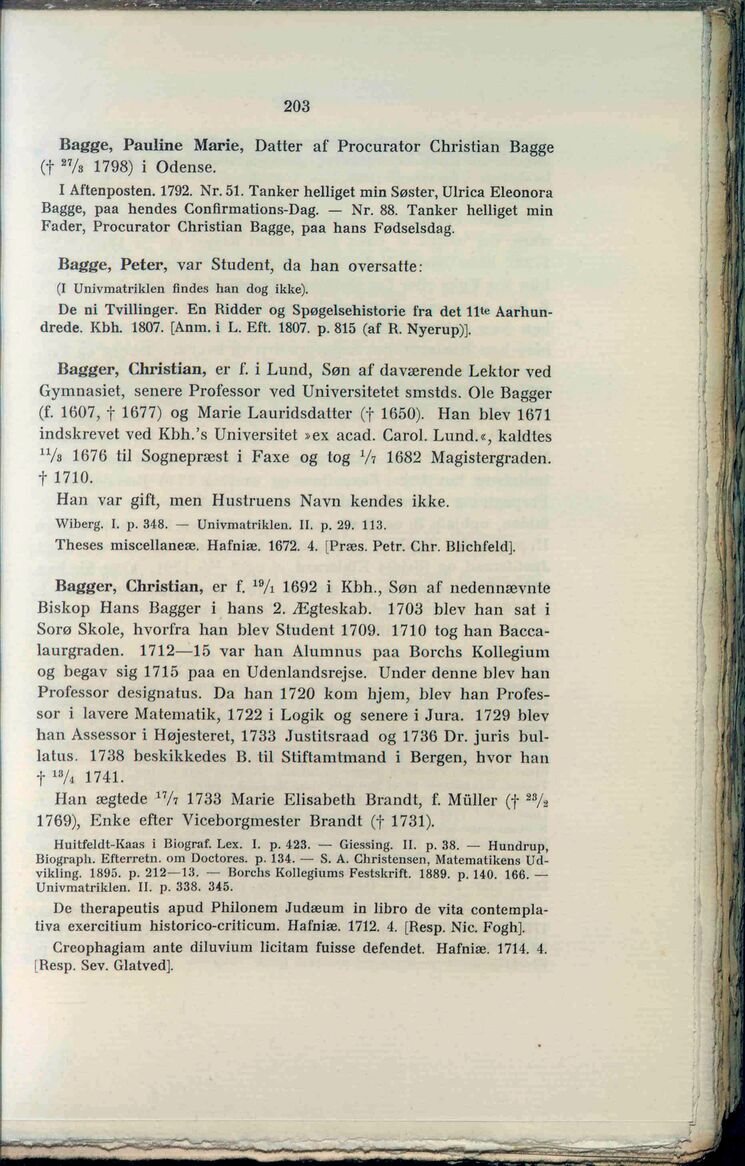 203
Bagge, Pauline Marie, Datter af Procurator Christian Bagge
(† 27/8 1798) i Odense.
I Aftenposten. 1792. Nr. 51. Tanker helliget min Søster, Ulrica Eleonora
Bagge, paa hendes Confirmations-Dag. — Nr. 88. Tanker helliget min
Fader, Procurator Christian Bagge, paa hans Fødselsdag.
Bagge, Peter, var Student, da han oversatte:
(I Univmatriklen findes han dog ikke).
De ni Tvillinger. En Ridder og Spøgelsehistorie fra det 11te Aarhun-
drede. Kbh. 1807. [Anm. i L. Eft. 1807. p. 815 (af R. Nyerup)].
Bagger, Christian, er f. i Lund, Søn af daværende Lektor ved
Gymnasiet, senere Professor ved Universitetet smstds. Ole Bagger
(f. 1607, † 1677) og Marie Lauridsdatter († 1650). Han blev 1671
indskrevet ved Kbh.'s Universitet »ex acad. Carol. Lund.«, kaldtes
11/8 1676 til Sognepræst i Faxe og tog 1/7 1682 Magistergraden.
† 1710.
Han var gift, men Hustruens Navn kendes ikke.
Wiberg. I. p. 348. — Univmatriklen. II. p. 29. 113.
Theses miscellaneæ. Hafniæ. 1672. 4. [Præs. Petr. Chr. Blichfeld].
Bagger, Christian, er f. 19/1 1692 i Kbh., Søn af nedennævnte
Biskop Hans Bagger i hans 2. Ægteskab. 1703 blev han sat i
Sorø Skole, hvorfra han blev Student 1709. 1710 tog han Bacca-
laurgraden. 1712—15 var han Alumnus paa Borchs Kollegium
og begav sig 1715 paa en Udenlandsrejse. Under denne blev han
Professor designatus. Da han 1720 kom hjem, blev han Profes-
sor i lavere Matematik, 1722 i Logik og senere i Jura. 1729 blev
han Assessor i Højesteret, 1733 Justitsraad og 1736 Dr. juris bul-
latus. 1738 beskikkedes B. til Stiftamtmand i Bergen, hvor han
† 13/4 1741.
Han ægtede 17/7 1733 Marie Elisabeth Brandt, f. Müller († 23/2
1769), Enke efter Viceborgmester Brandt († 1731).
Huitfeldt-Kaas i Biograf. Lex. I. p. 423. — Giessing. II. p. 38. — Hundrup,
Biograph. Efterretn. om Doctores. p. 134. — S. A. Christensen, Matematikens Ud-
vikling. 1895. p. 212—13. — Borchs Kollegiums Festskrift. 1889. p. 140. 166. —
Univmatriklen. II. p. 338. 345.
De therapeutis apud Philonem Judæum in libro de vita contempla-
tiva exercitium historico-criticum. Hafniæ. 1712. 4. [Resp. Nic. Fogh].
Creophagiam ante diluvium licitam fuisse defendet. Hafniæ. 1714. 4.
[Resp. Sev. Glatved].